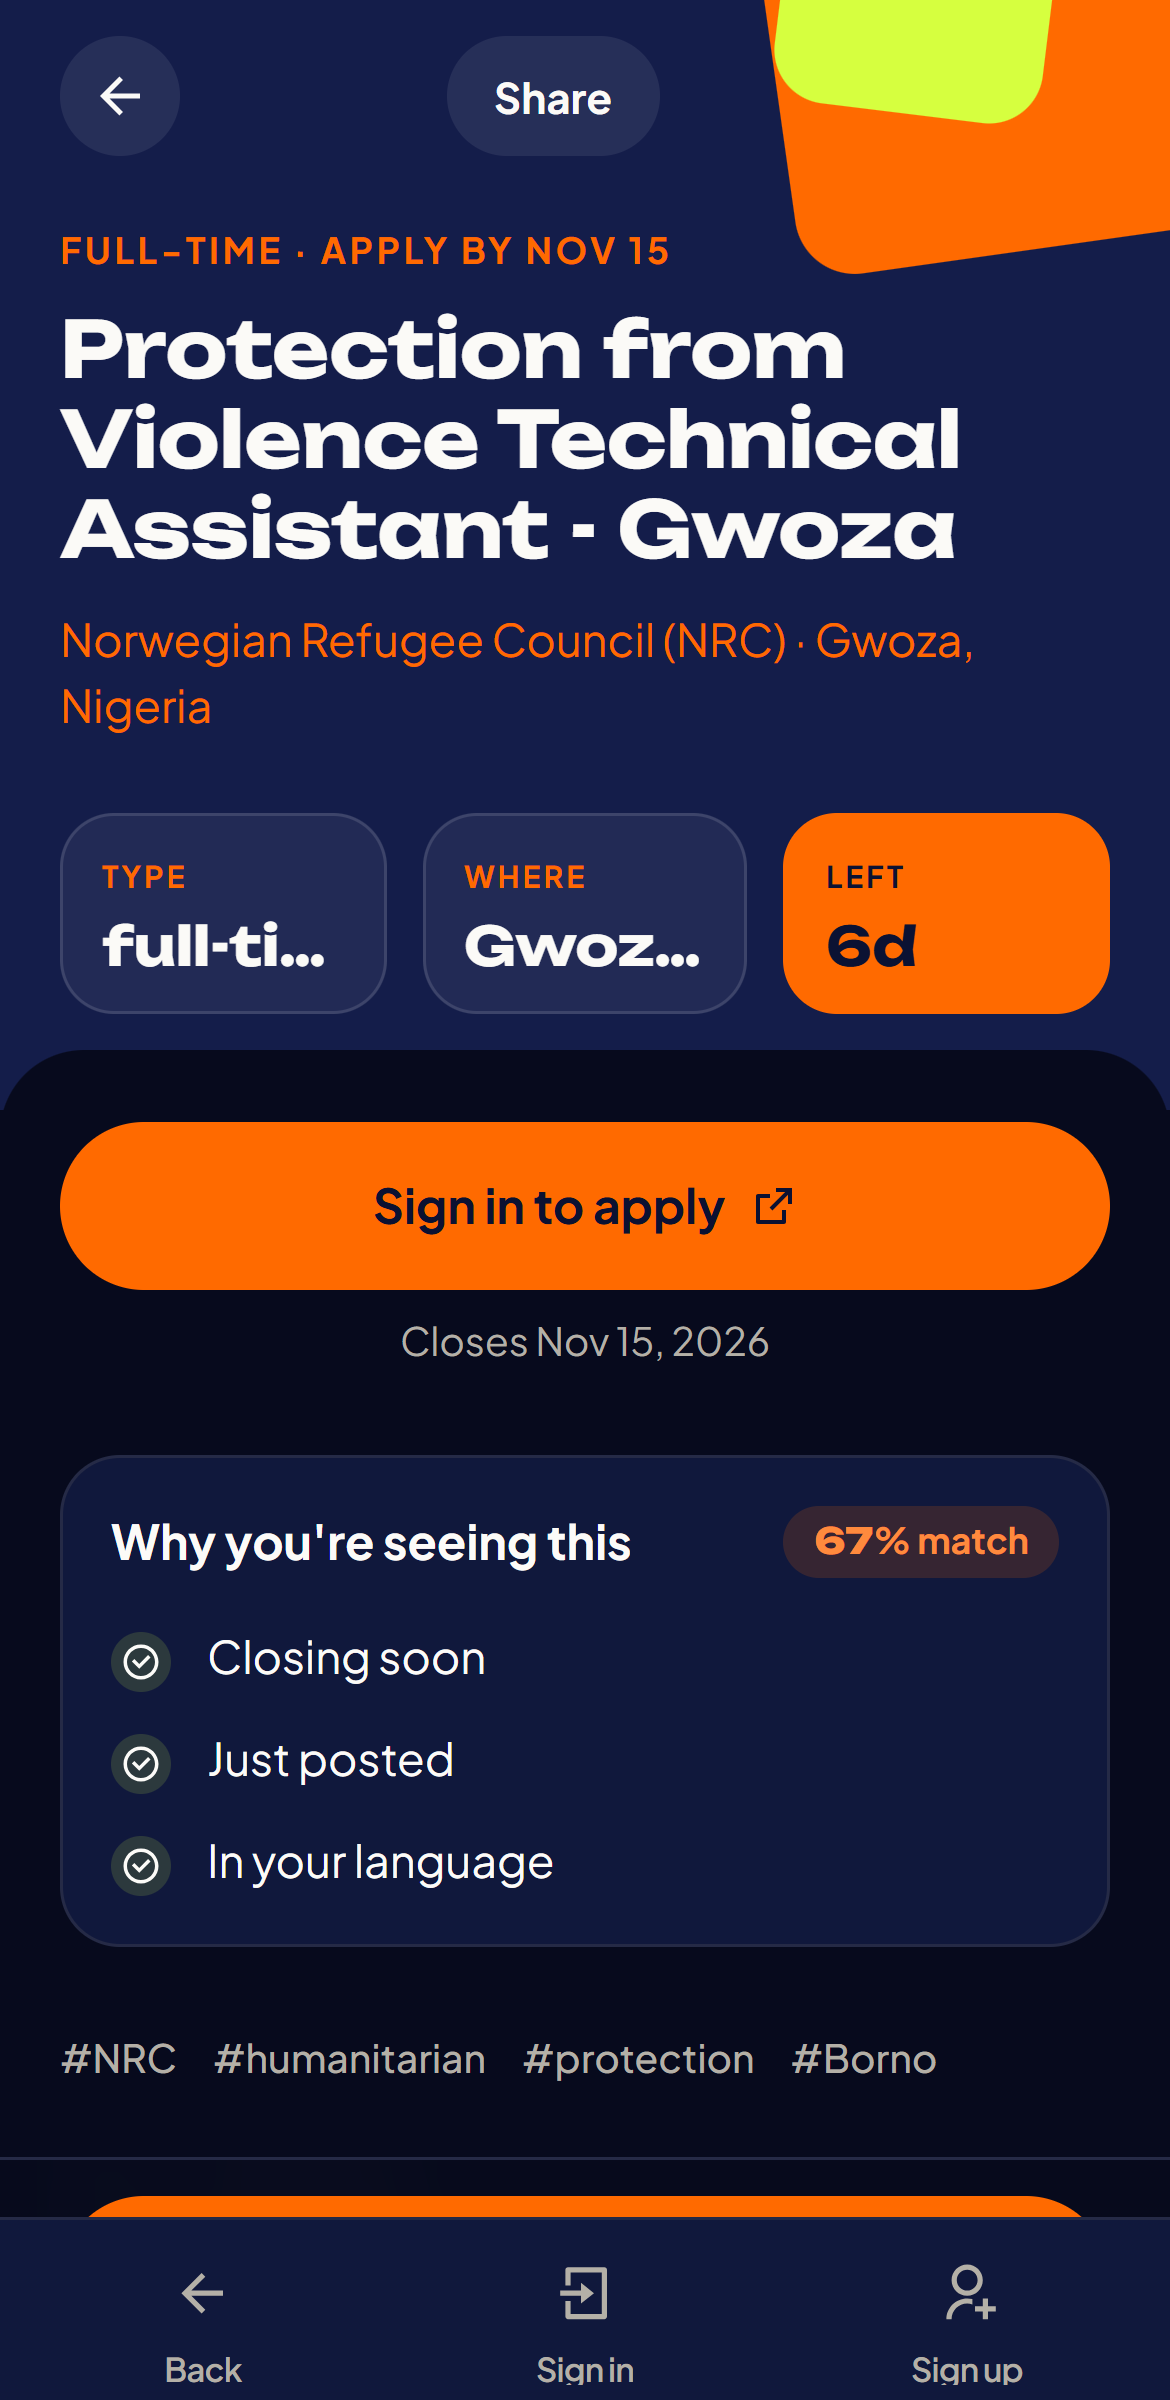 Share
FULL-TIME · APPLY BY NOV 15
Protection from
Violence Technical
Assistant - Gwoza
Norwegian Refugee Council (NRC) · Gwoza,
Nigeria
TYPE
full-ti...
WHERE
Gwoz...
LEFT
6d
Sign in to apply
Closes Nov 15, 2026
Why you're seeing this
67% match
Closing soon
Just posted
In your language
#NRC #humanitarian #protection #Borno
Back
Sign in
Sign up